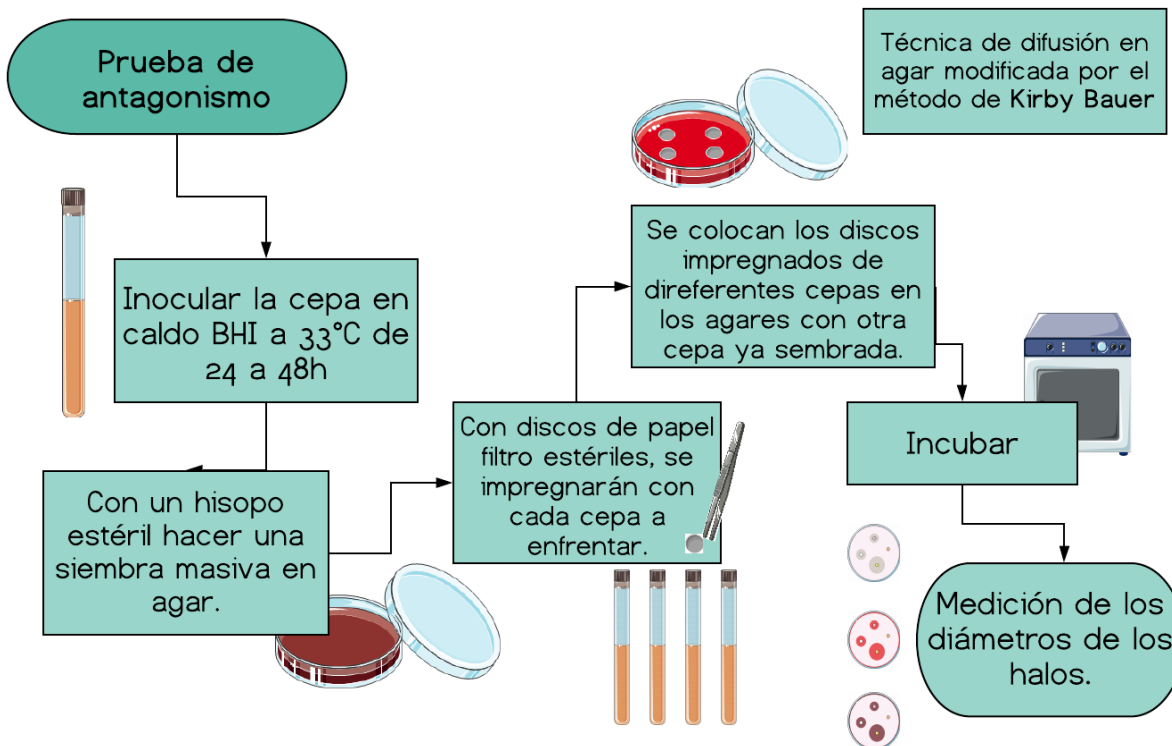 Prueba de
antagonismo
Técnica de difusión en
agar modificada por el
método de Kirby Bauer
Inocular la cepa en
caldo BHI a 33°C de
24 a 48h
Con un hisopo
estéril hacer una
siembra masiva en
agar.
Con discos de papel
filtro estériles, se
impregnarán con
cada cepa a
enfrentar.
Se colocan los discos
impregnados de
direferentes cepas en
los agares con otra
cepa ya sembrada.
Incubar
Medición de los
diámetros de los
halos.